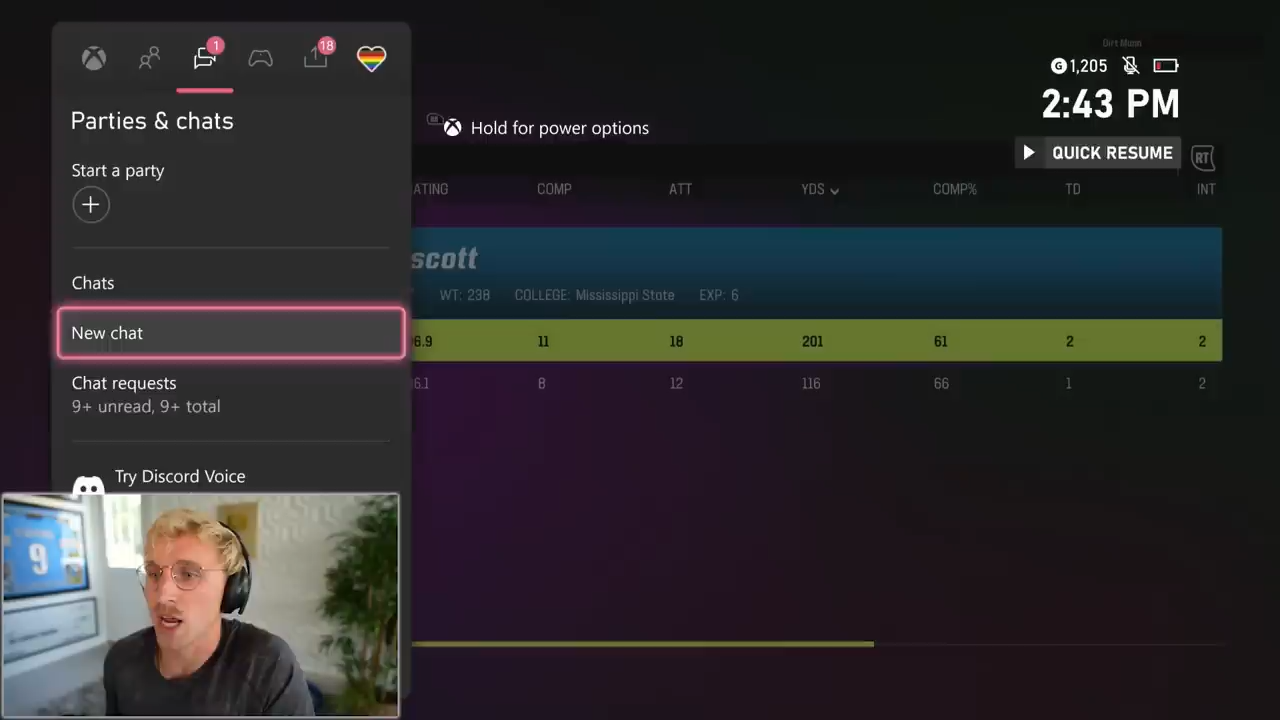 1
18
Dirt Munn
G 1,205
2:43 PM
Parties & chats
Hold for power options
QUICK RESUME
RT
Start a party
ATING COMP ATT YDS COMP% TD INT
scott
WT: 238 COLLEGE: Mississippi State EXP: 6
Chats
New chat
6.9 11 18 201 61 2 2
Chat requests
9+ unread, 9+ total
6.1 8 12 116 66 1 2
Try Discord Voice
9